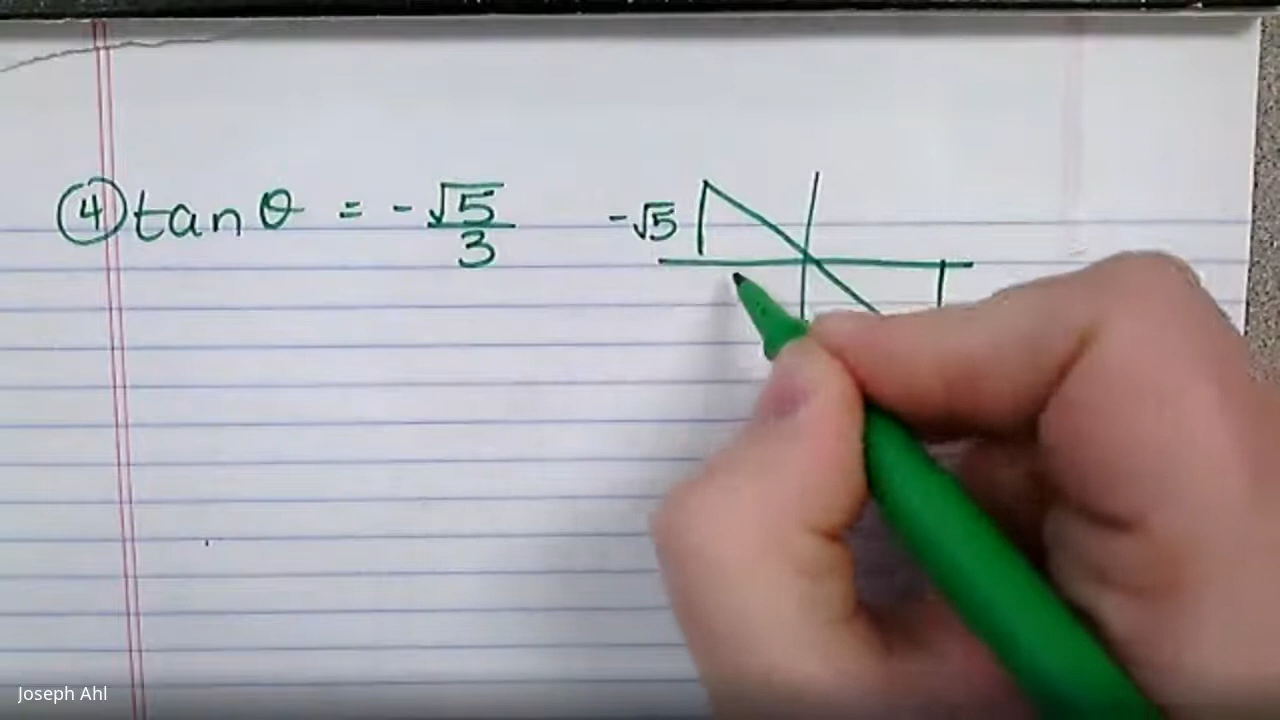 ④ tan θ = -√5/3
-√5
Joseph Ahl